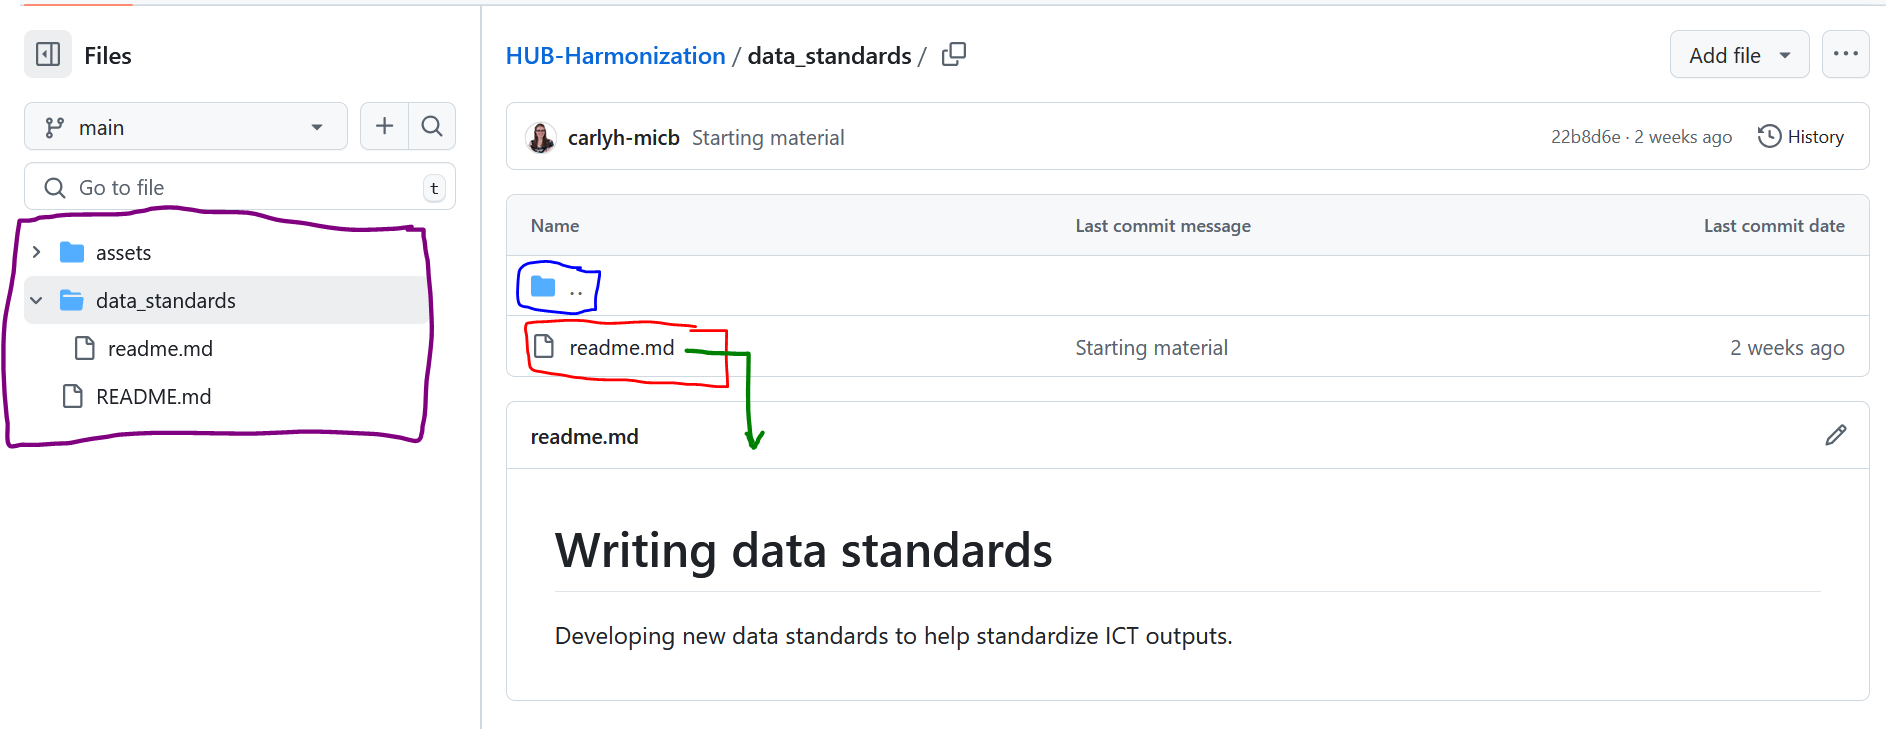 Files
main
Go to file
t
assets
data_standards
readme.md
README.md
HUB-Harmonization / data_standards /
Add file
carlyh-micb Starting material 22b8d6e · 2 weeks ago History
Name Last commit message Last commit date
..
readme.md Starting material 2 weeks ago
readme.md
Writing data standards
Developing new data standards to help standardize ICT outputs.